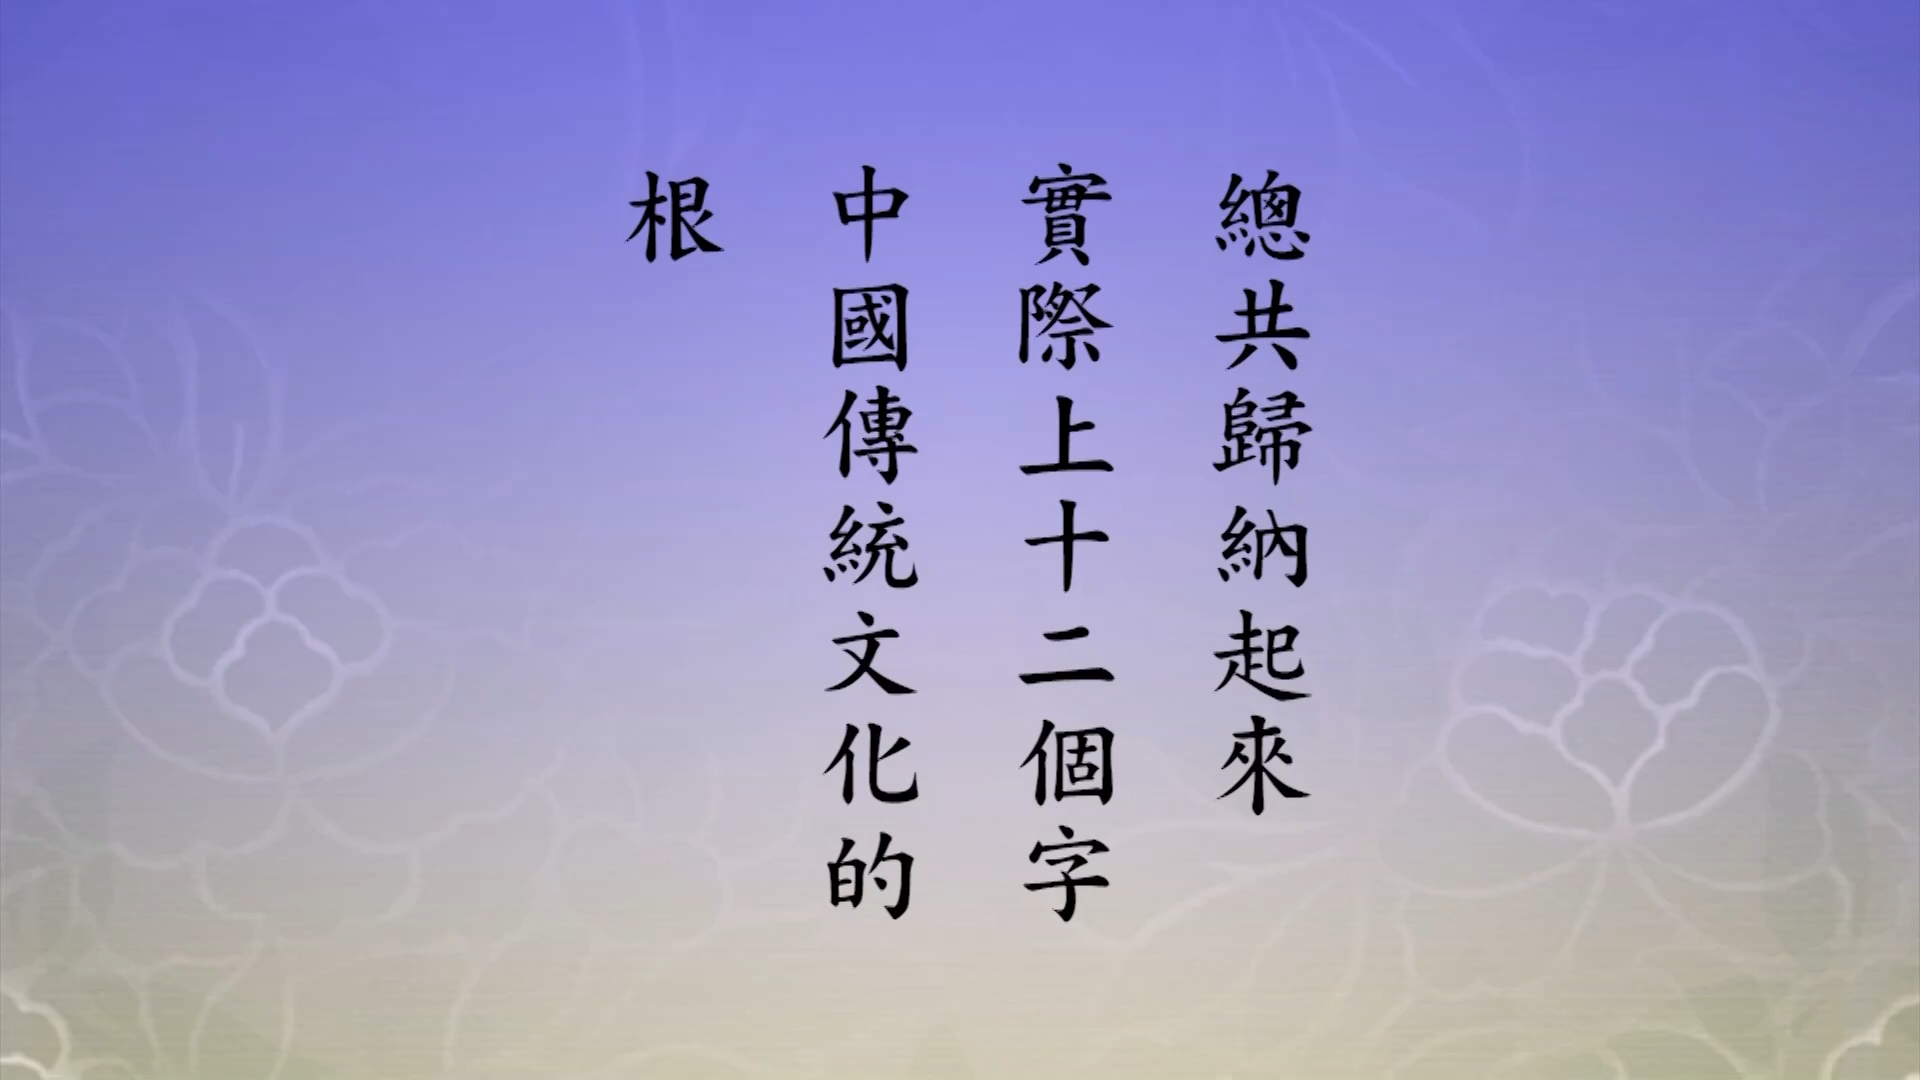 總共歸納起來
實際上十二個字
中國傳統文化的
根